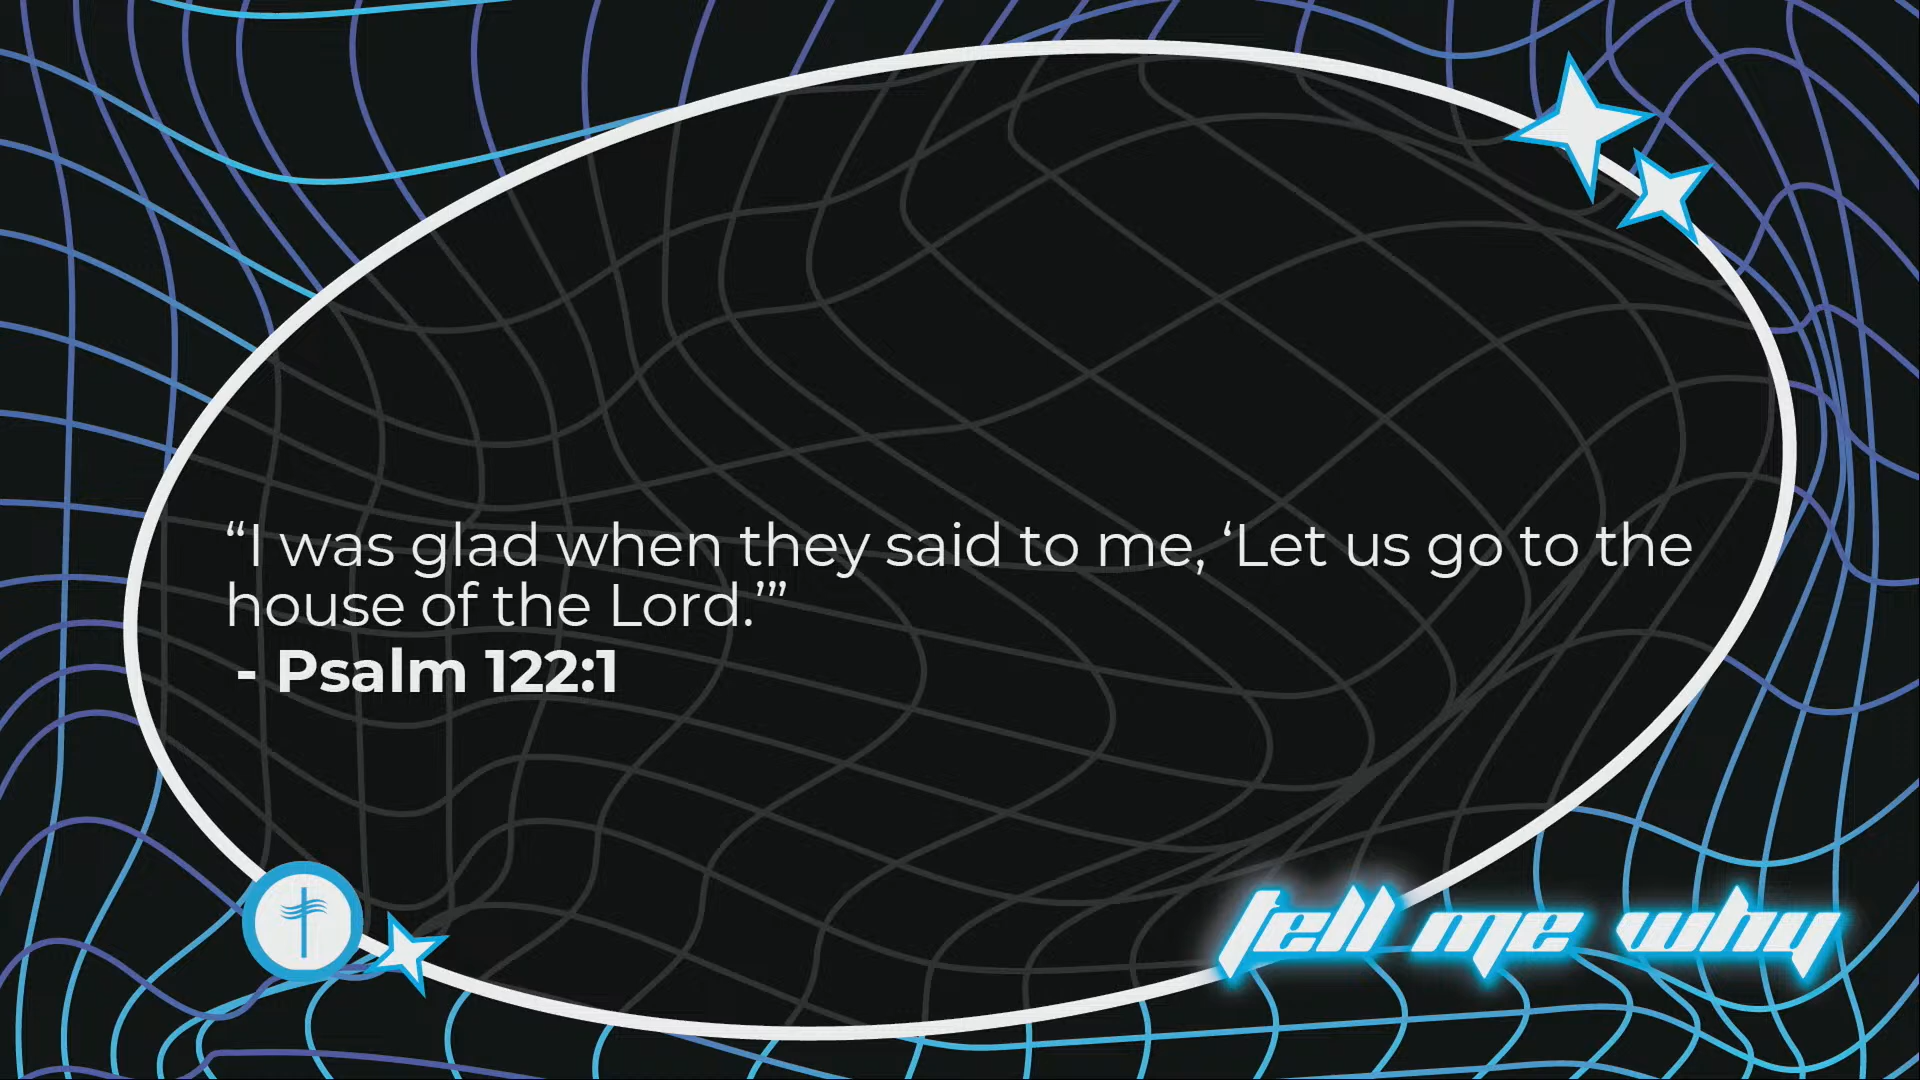 “I was glad when they said to me, ‘Let us go to the
house of the Lord.’”
- Psalm 122:1
tell me why